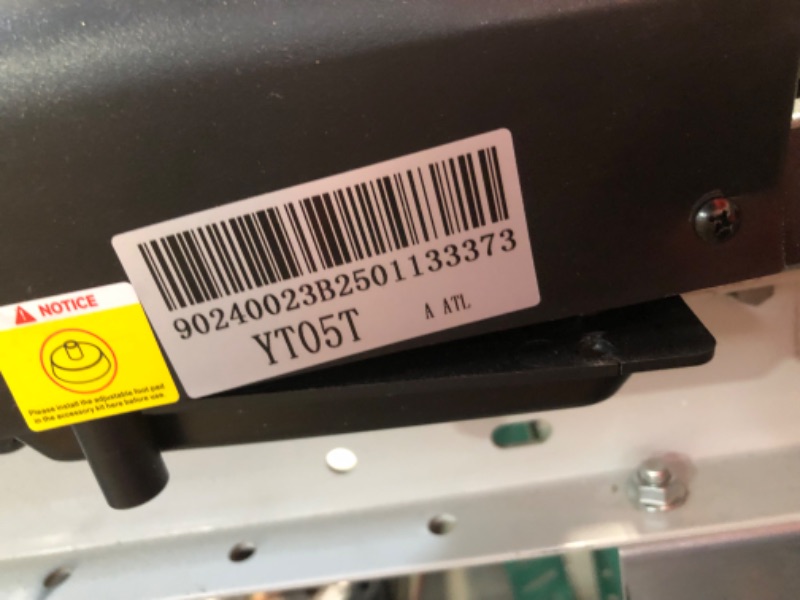 90240023B2501133373
YT05T
A ATL
NOTICE
Please install the adjustable foot pad
in the accessory kit here before use.